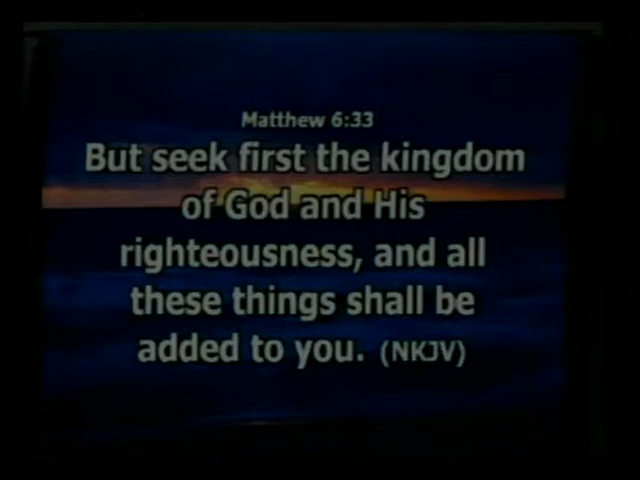 Matthew 6:33
But seek first the kingdom
of God and His
righteousness, and all
these things shall be
added to you. (NKJV)